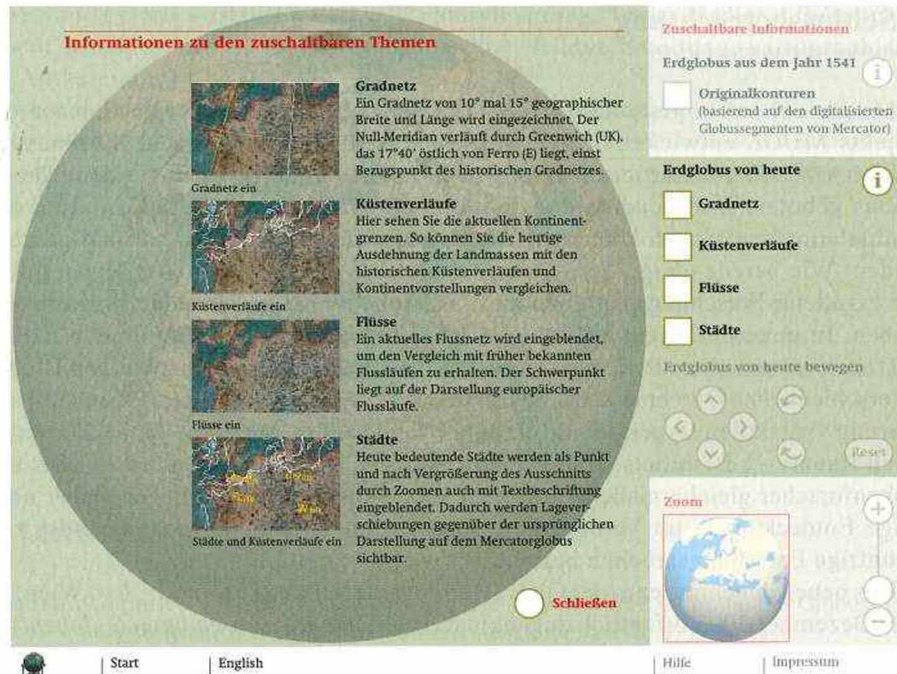 Informationen zu den zuschaltbaren Themen
Gradnetz
Ein Gradnetz von 10° mal 15° geographischer
Breite und Länge wird eingezeichnet. Der
Null-Meridian verläuft durch Greenwich (UK),
das 17°40' östlich von Ferro (E) liegt, einst
Bezugspunkt des historischen Gradnetzes.
Gradnetz ein
Küstenverläufe
Hier sehen Sie die aktuellen Kontinent-
grenzen. So können Sie die heutige
Ausdehnung der Landmassen mit den
historischen Küstenverläufen und
Kontinentvorstellungen vergleichen.
Küstenverläufe ein
Flüsse
Ein aktuelles Flussnetz wird eingeblendet,
um den Vergleich mit früher bekannten
Flussläufen zu erhalten. Der Schwerpunkt
liegt auf der Darstellung europäischer
Flussläufe.
Flüsse ein
Städte
Heute bedeutende Städte werden als Punkt
und nach Vergrößerung des Ausschnitts
durch Zoomen auch mit Textbeschriftung
eingeblendet. Dadurch werden Lagever-
schiebungen gegenüber der ursprünglichen
Darstellung auf dem Mercatorglobus
sichtbar.
Städte und Küstenverläufe ein
Schließen
Zuschaltbare Informationen
Erdglobus aus dem Jahr 1541
i
Originalkonturen
(basierend auf den digitalisierten
Globussegmenten von Mercator)
Erdglobus von heute
i
Gradnetz
Küstenverläufe
Flüsse
Städte
Erdglobus von heute bewegen
Reset
Zoom
Start
English
Hilfe
Impressum